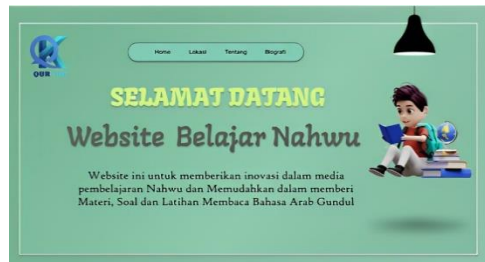 Home Lokasi Tentang Biografi
SELAMAT DATANG
Website Belajar Nahwu
Website ini untuk memberikan inovasi dalam media
pembelajaran Nahwu dan Memudahkan dalam memberi
Materi, Soal dan Latihan Membaca Bahasa Arab Gundul